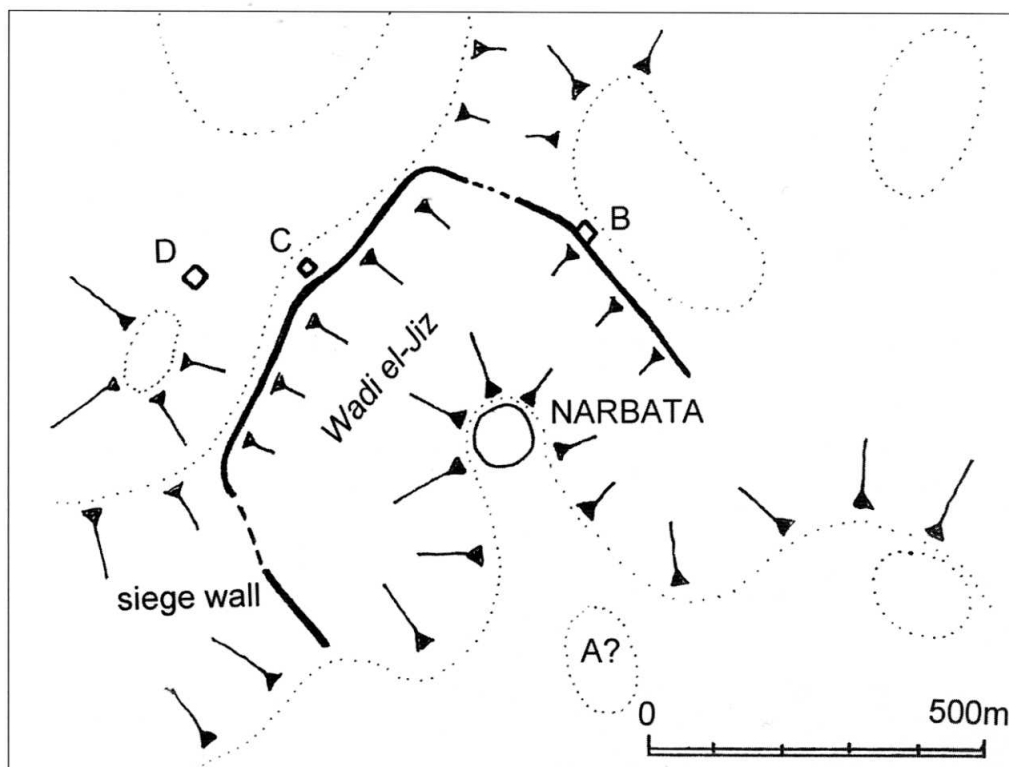 B
C
D
Wadi el-Jiz
NARBATA
siege wall
A?
0 500m